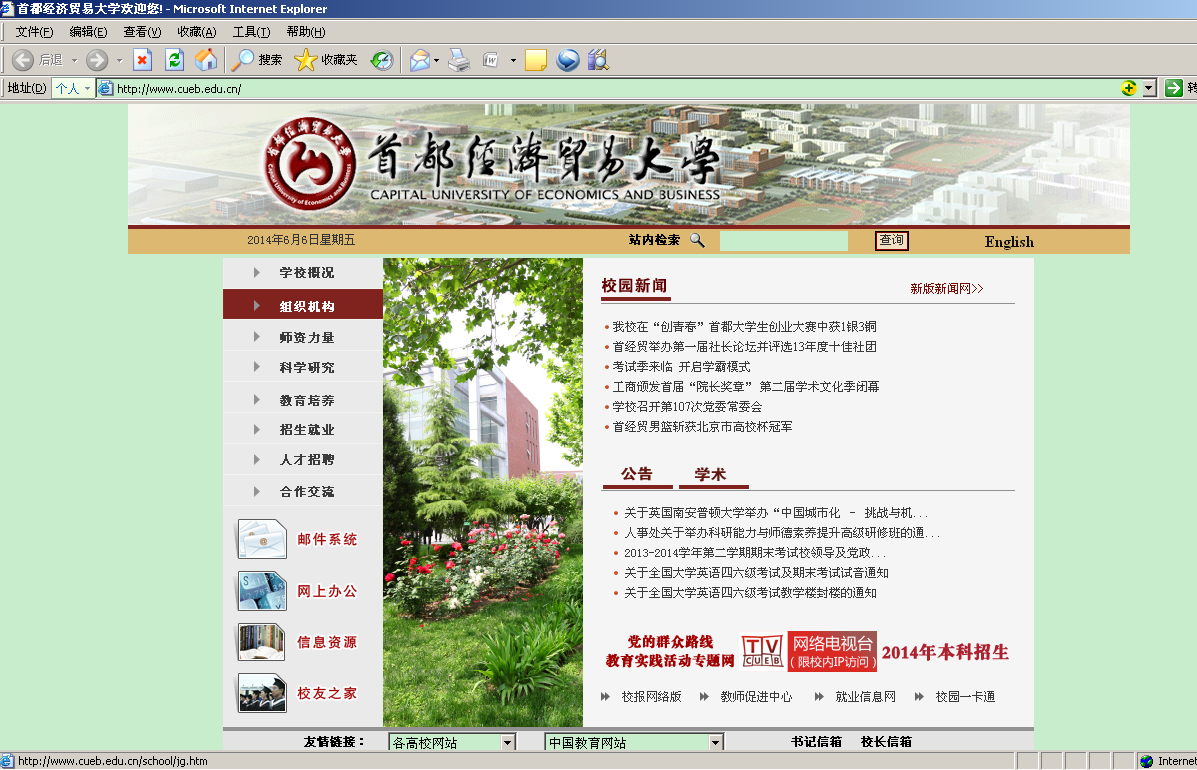 首都经济贸易大学欢迎您! - Microsoft Internet Explorer
文件(F) 编辑(E) 查看(V) 收藏(A) 工具(T) 帮助(H)
后退 搜索 收藏夹
地址(D) 个人 http://www.cueb.edu.cn/
首都經濟貿易大學
CAPITAL UNIVERSITY OF ECONOMICS AND BUSINESS
2014年6月6日星期五 站内检索 查询 English
学校概况
组织机构
师资力量
科学研究
教育培养
招生就业
人才招聘
合作交流
邮件系统
网上办公
信息资源
校友之家
校园新闻 新版新闻网>>
我校在“创青春”首都大学生创业大赛中获1银3铜
首经贸举办第一届社长论坛并评选13年度十佳社团
考试季来临 开启学霸模式
工商颁发首届“院长奖章” 第二届学术文化季闭幕
学校召开第107次党委常委会
首经贸男篮斩获北京市高校杯冠军
公告 学术
关于英国南安普顿大学举办“中国城市化 － 挑战与机...
人事处关于举办科研能力与师德素养提升高级研修班的通...
2013-2014学年第二学期期末考试校领导及党政...
关于全国大学英语四六级考试及期末考试试音通知
关于全国大学英语四六级考试教学楼封楼的通知
党的群众路线
教育实践活动专题网
TV
CUEB
网络电视台
(限校内IP访问)
2014年本科招生
校报网络版 教师促进中心 就业信息网 校园一卡通
友情链接： 各高校网站 中国教育网站 书记信箱 校长信箱
http://www.cueb.edu.cn/school/jg.htm Internet